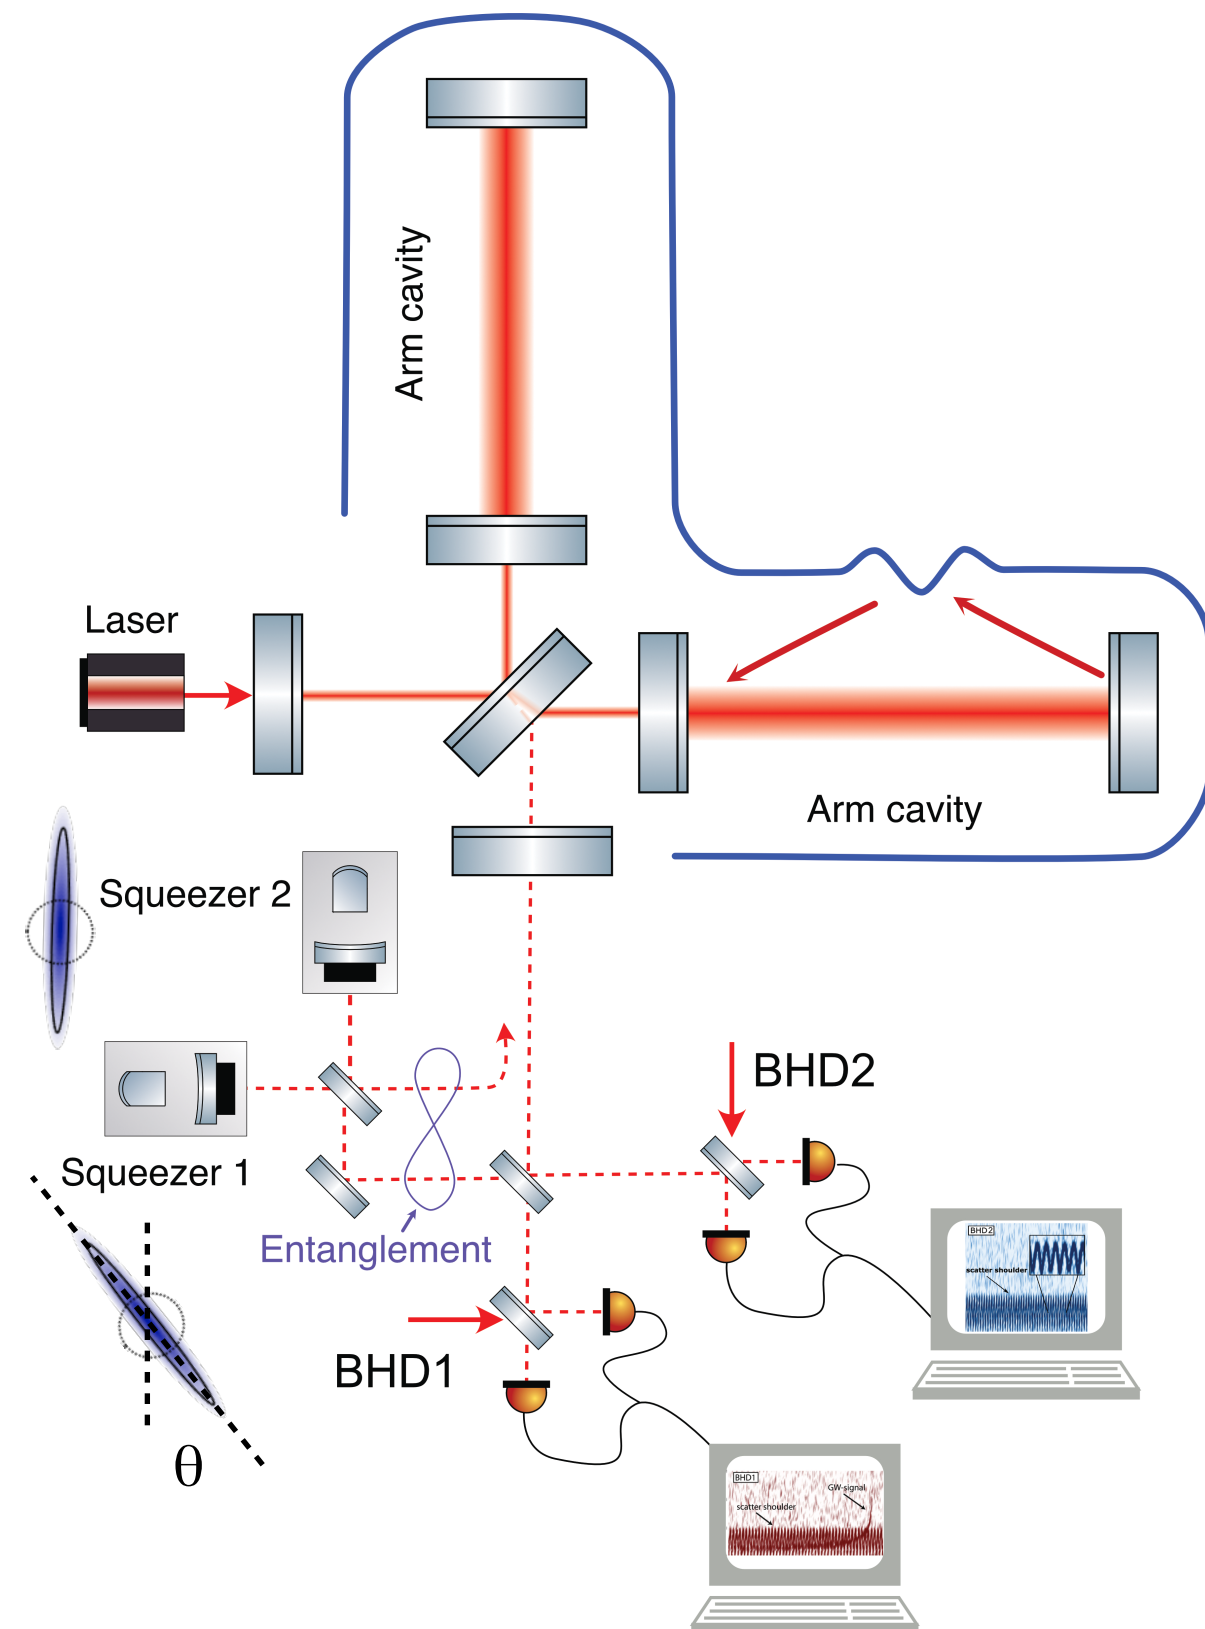 Arm cavity
Laser
Arm cavity
Squeezer 2
BHD2
Squeezer 1
Entanglement
BHD2
scatter shoulder
BHD1
θ
BHD1
GW-signal
scatter shoulder